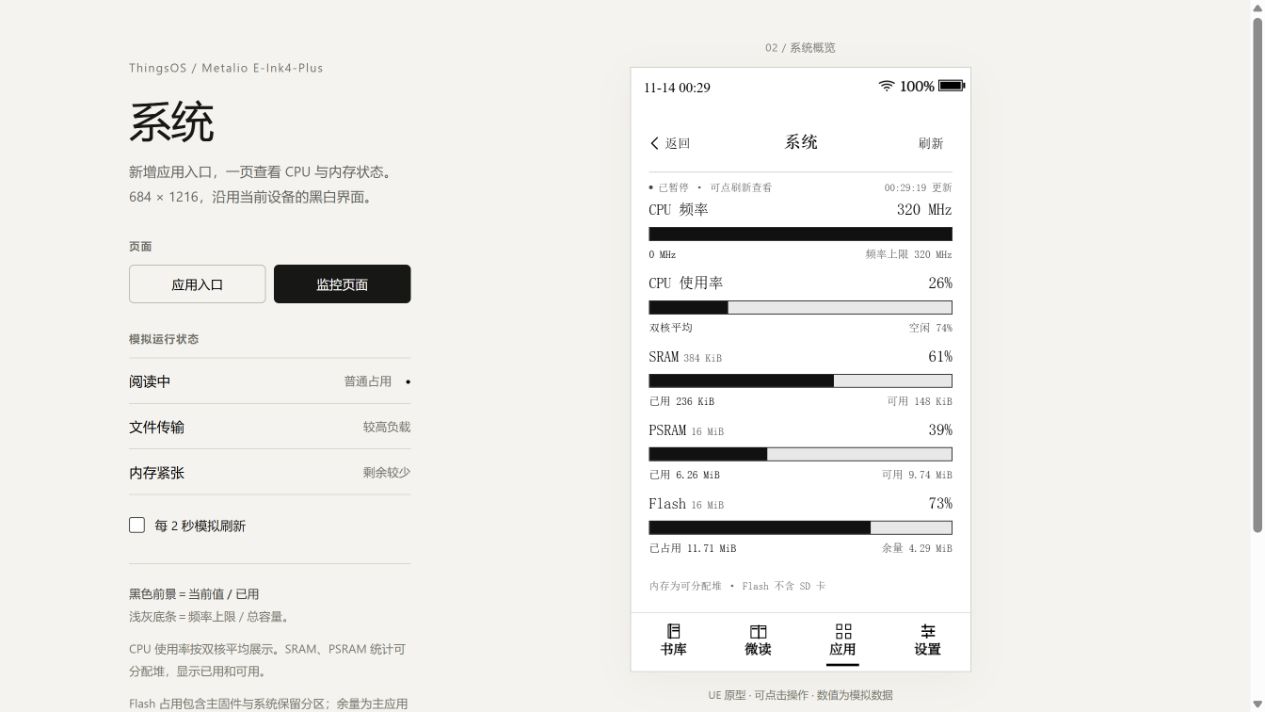 ThingsOS / Metalio E-Ink4-Plus
系统
新增应用入口，一页查看 CPU 与内存状态。
684 × 1216，沿用当前设备的黑白界面。
页面
应用入口
监控页面
模拟运行状态
阅读中 普通占用 •
文件传输 较高负载
内存紧张 剩余较少
每 2 秒模拟刷新
黑色前景 = 当前值 / 已用
浅灰底条 = 频率上限 / 总容量。
CPU 使用率按双核平均展示。SRAM、PSRAM 统计可
分配堆，显示已用和可用。
Flash 占用包含主固件与系统保留分区；余量为主应用
02 / 系统概览
11-14 00:29 100%
返回 系统 刷新
• 已暂停 • 可点刷新查看 00:29:19 更新
CPU 频率 320 MHz
0 MHz 频率上限 320 MHz
CPU 使用率 26%
双核平均 空闲 74%
SRAM 384 KiB 61%
已用 236 KiB 可用 148 KiB
PSRAM 16 MiB 39%
已用 6.26 MiB 可用 9.74 MiB
Flash 16 MiB 73%
已占用 11.71 MiB 余量 4.29 MiB
内存为可分配堆 • Flash 不含 SD 卡
书库 微读 应用 设置
UE 原型 · 可点击操作 · 数值为模拟数据